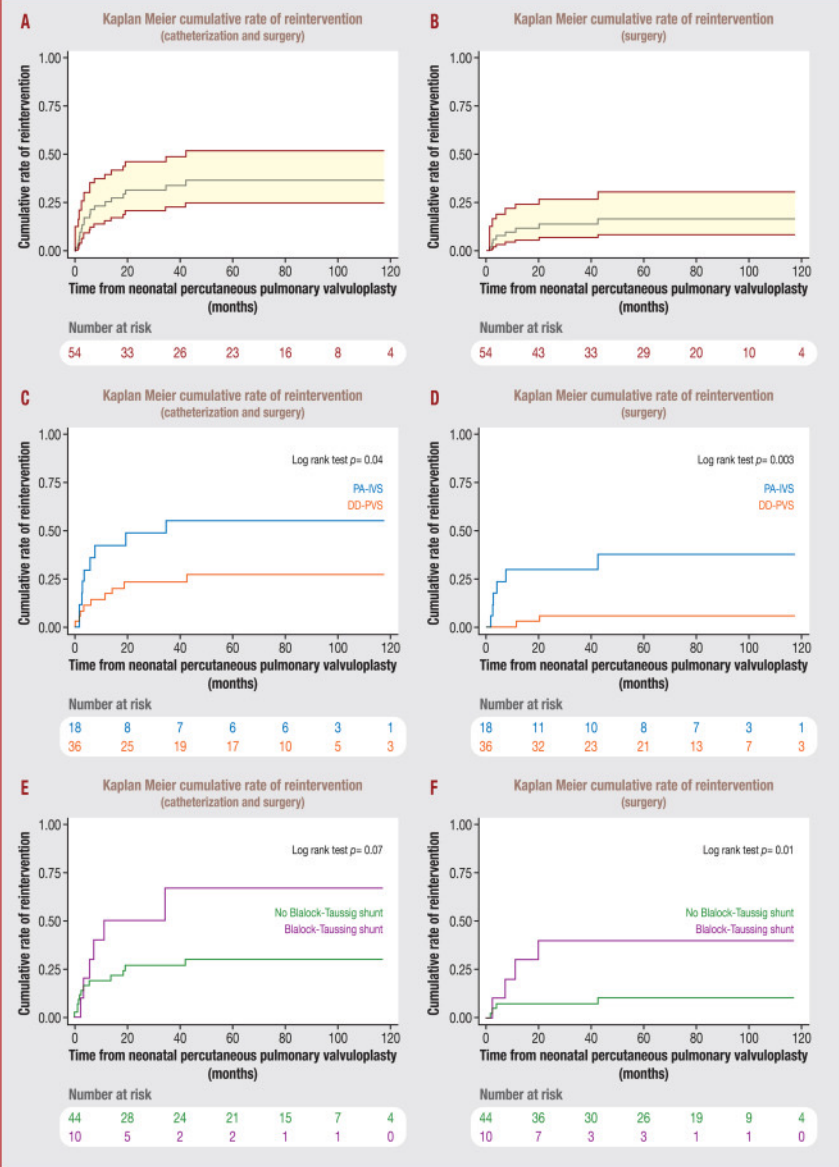 A
Kaplan Meier cumulative rate of reintervention
(catheterization and surgery)
Cumulative rate of reintervention
1.00
0.75
0.50
0.25
0.00
0 20 40 60 80 100 120
Time from neonatal percutaneous pulmonary valvuloplasty
(months)
Number at risk
54 33 26 23 16 8 4
B
Kaplan Meier cumulative rate of reintervention
(surgery)
Cumulative rate of reintervention
1.00
0.75
0.50
0.25
0.00
0 20 40 60 80 100 120
Time from neonatal percutaneous pulmonary valvuloplasty
(months)
Number at risk
54 43 33 29 20 10 4
C
Kaplan Meier cumulative rate of reintervention
(catheterization and surgery)
Cumulative rate of reintervention
1.00
0.75
0.50
0.25
0.00
Log rank test p= 0.04
PA-IVS
DD-PVS
0 20 40 60 80 100 120
Time from neonatal percutaneous pulmonary valvuloplasty
(months)
Number at risk
18 8 7 6 6 3 1
36 25 19 17 10 5 3
D
Kaplan Meier cumulative rate of reintervention
(surgery)
Cumulative rate of reintervention
1.00
0.75
0.50
0.25
0.00
Log rank test p= 0.003
PA-IVS
DD-PVS
0 20 40 60 80 100 120
Time from neonatal percutaneous pulmonary valvuloplasty
(months)
Number at risk
18 11 10 8 7 3 1
36 32 23 21 13 7 3
E
Kaplan Meier cumulative rate of reintervention
(catheterization and surgery)
Cumulative rate of reintervention
1.00
0.75
0.50
0.25
0.00
Log rank test p= 0.07
No Blalock-Taussig shunt
Blalock-Taussing shunt
0 20 40 60 80 100 120
Time from neonatal percutaneous pulmonary valvuloplasty
(months)
Number at risk
44 28 24 21 15 7 4
10 5 2 2 1 1 0
F
Kaplan Meier cumulative rate of reintervention
(surgery)
Cumulative rate of reintervention
1.00
0.75
0.50
0.25
0.00
Log rank test p= 0.01
No Blalock-Taussig shunt
Blalock-Taussing shunt
0 20 40 60 80 100 120
Time from neonatal percutaneous pulmonary valvuloplasty
(months)
Number at risk
44 36 30 26 19 9 4
10 7 3 3 1 1 0